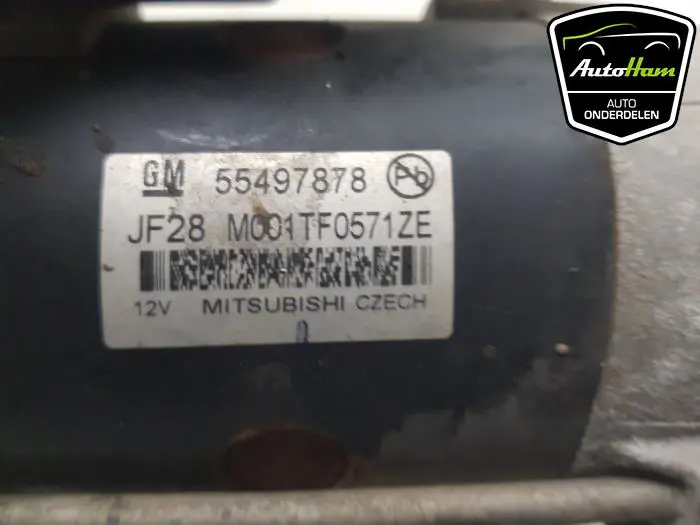 AutoHam
AUTO
ONDERDELEN
GM 55497878 Pb
JF28 M001TF0571ZE
12V MITSUBISHI CZECH